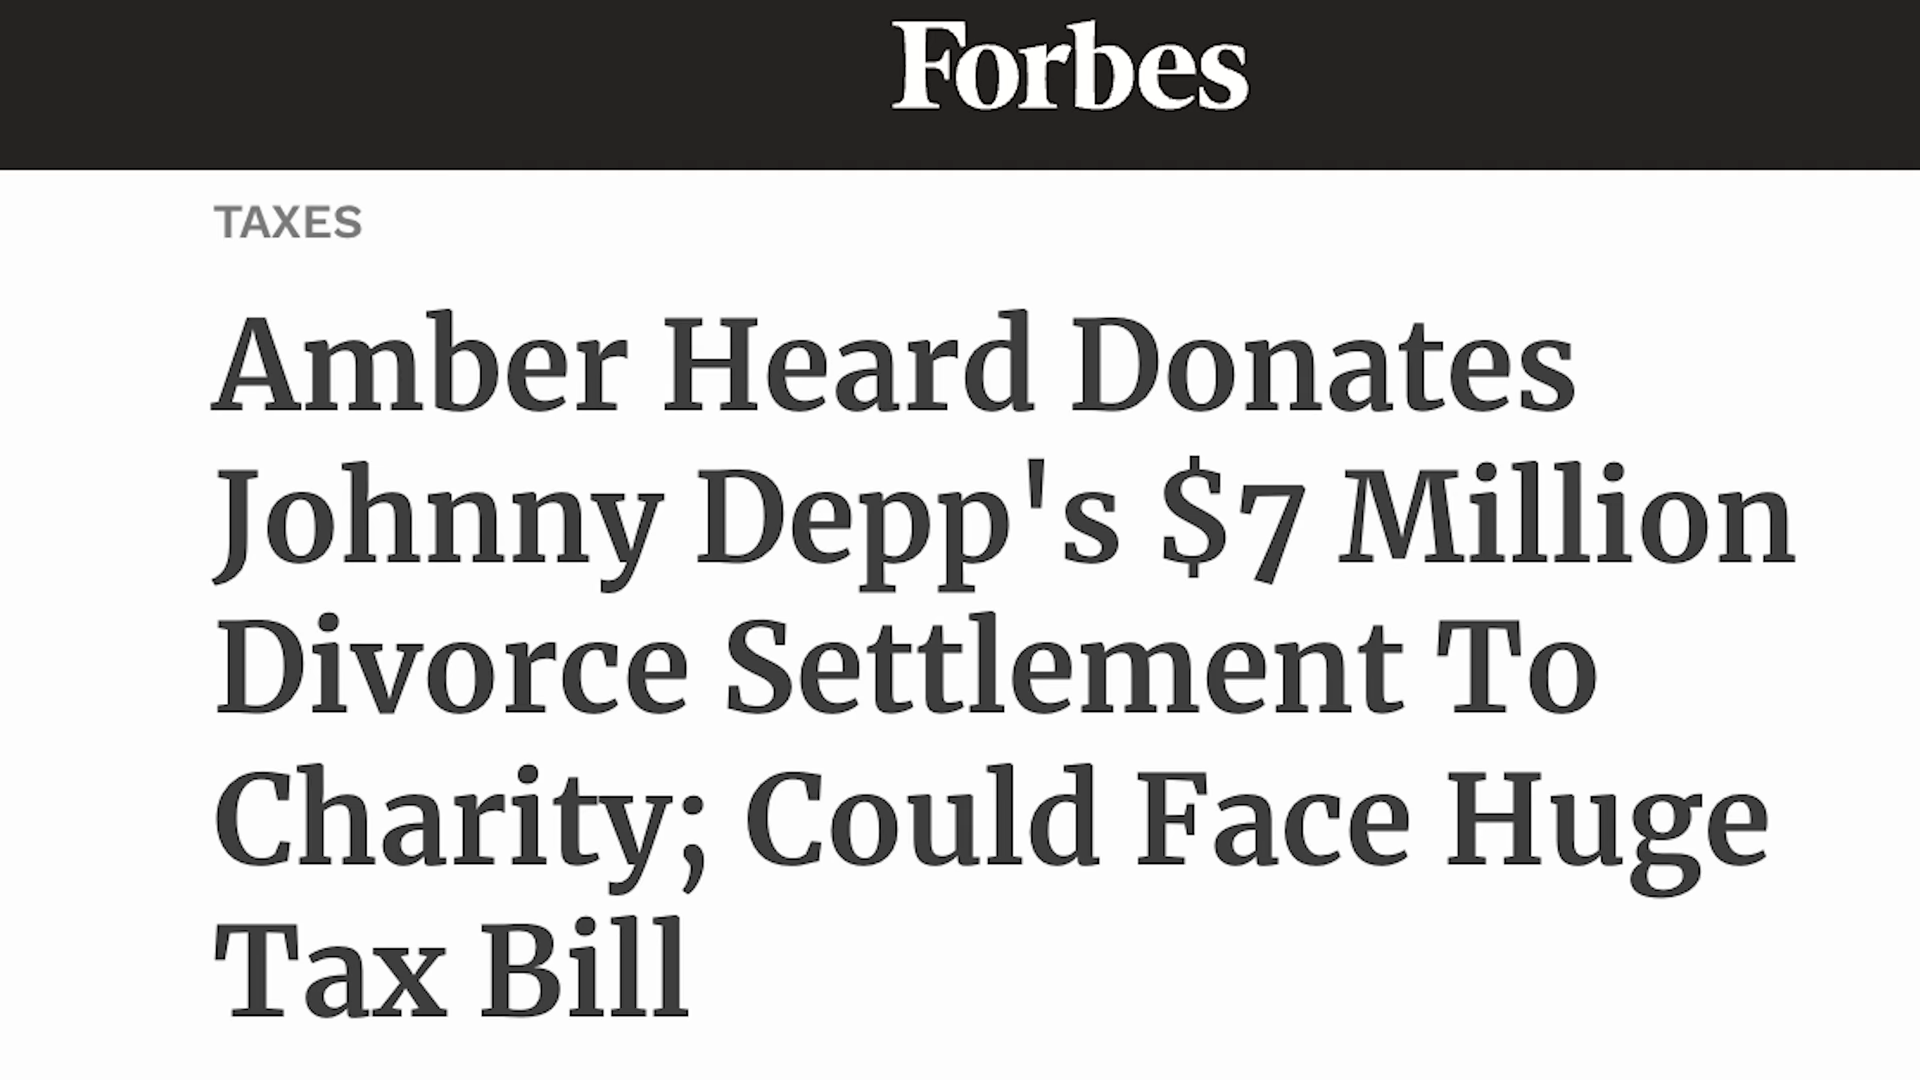 Forbes
TAXES
Amber Heard Donates
Johnny Depp's $7 Million
Divorce Settlement To
Charity; Could Face Huge
Tax Bill